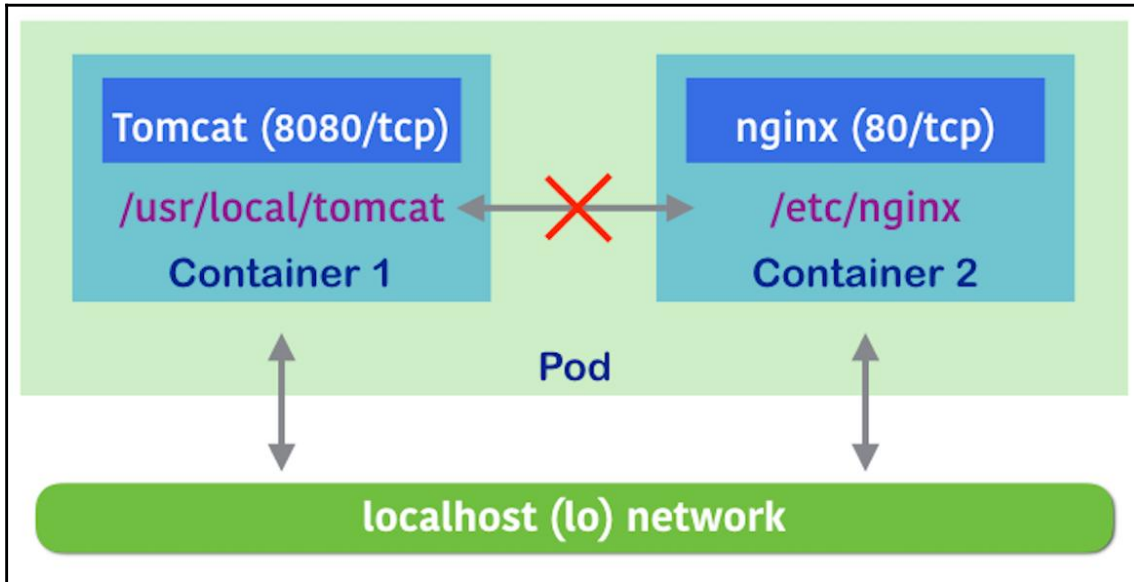 Tomcat (8080/tcp)
/usr/local/tomcat
Container 1
nginx (80/tcp)
/etc/nginx
Container 2
Pod
localhost (lo) network